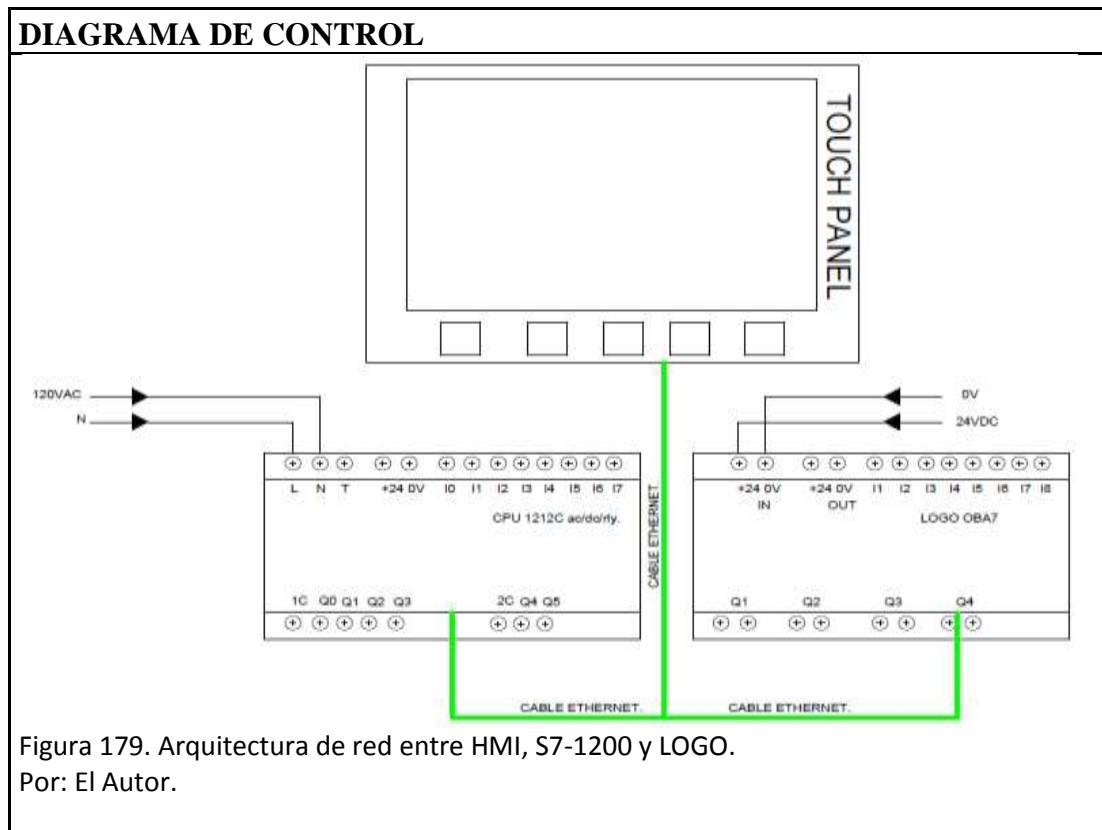 DIAGRAMA DE CONTROL
TOUCH PANEL
120VAC
N
0V
24VDC
L N T +24 0V I0 I1 I2 I3 I4 I5 I6 I7
CPU 1212C ac/dc/rly.
1C Q0 Q1 Q2 Q3 2C Q4 Q5
CABLE ETHERNET
+24 0V +24 0V I1 I2 I3 I4 I5 I6 I7 I8
IN OUT
LOGO OBA7
Q1 Q2 Q3 Q4
CABLE ETHERNET.
CABLE ETHERNET.
Figura 179. Arquitectura de red entre HMI, S7-1200 y LOGO.
Por: El Autor.